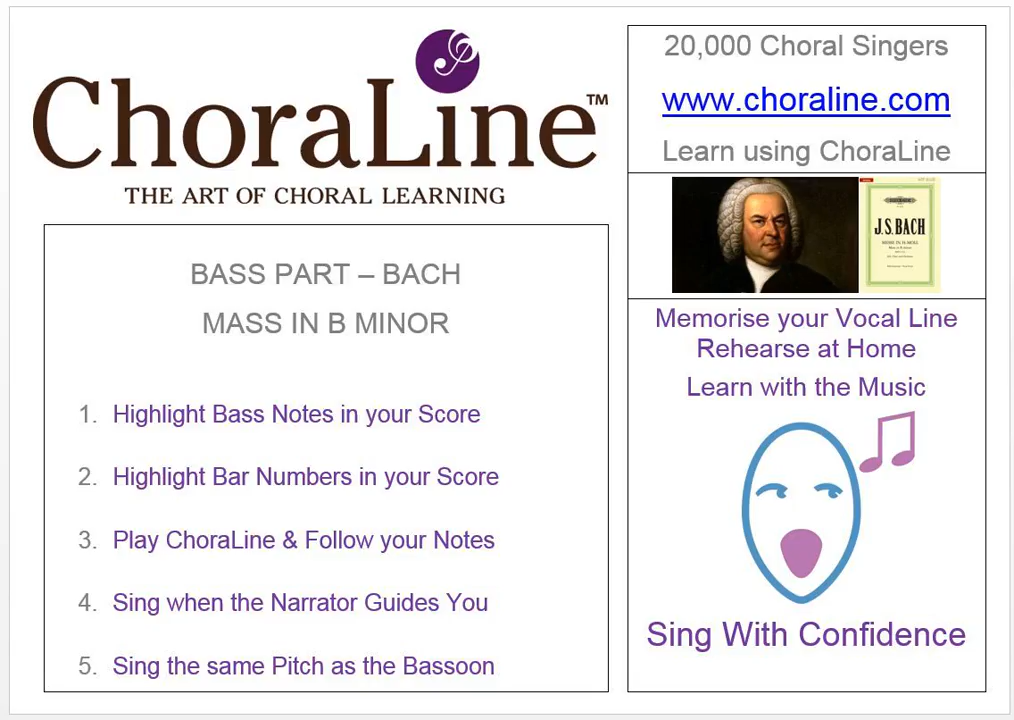 ChoraLine™
THE ART OF CHORAL LEARNING
BASS PART – BACH
MASS IN B MINOR
1. Highlight Bass Notes in your Score
2. Highlight Bar Numbers in your Score
3. Play ChoraLine & Follow your Notes
4. Sing when the Narrator Guides You
5. Sing the same Pitch as the Bassoon
20,000 Choral Singers
www.choraline.com
Learn using ChoraLine
J.S. BACH
Memorise your Vocal Line
Rehearse at Home
Learn with the Music
Sing With Confidence